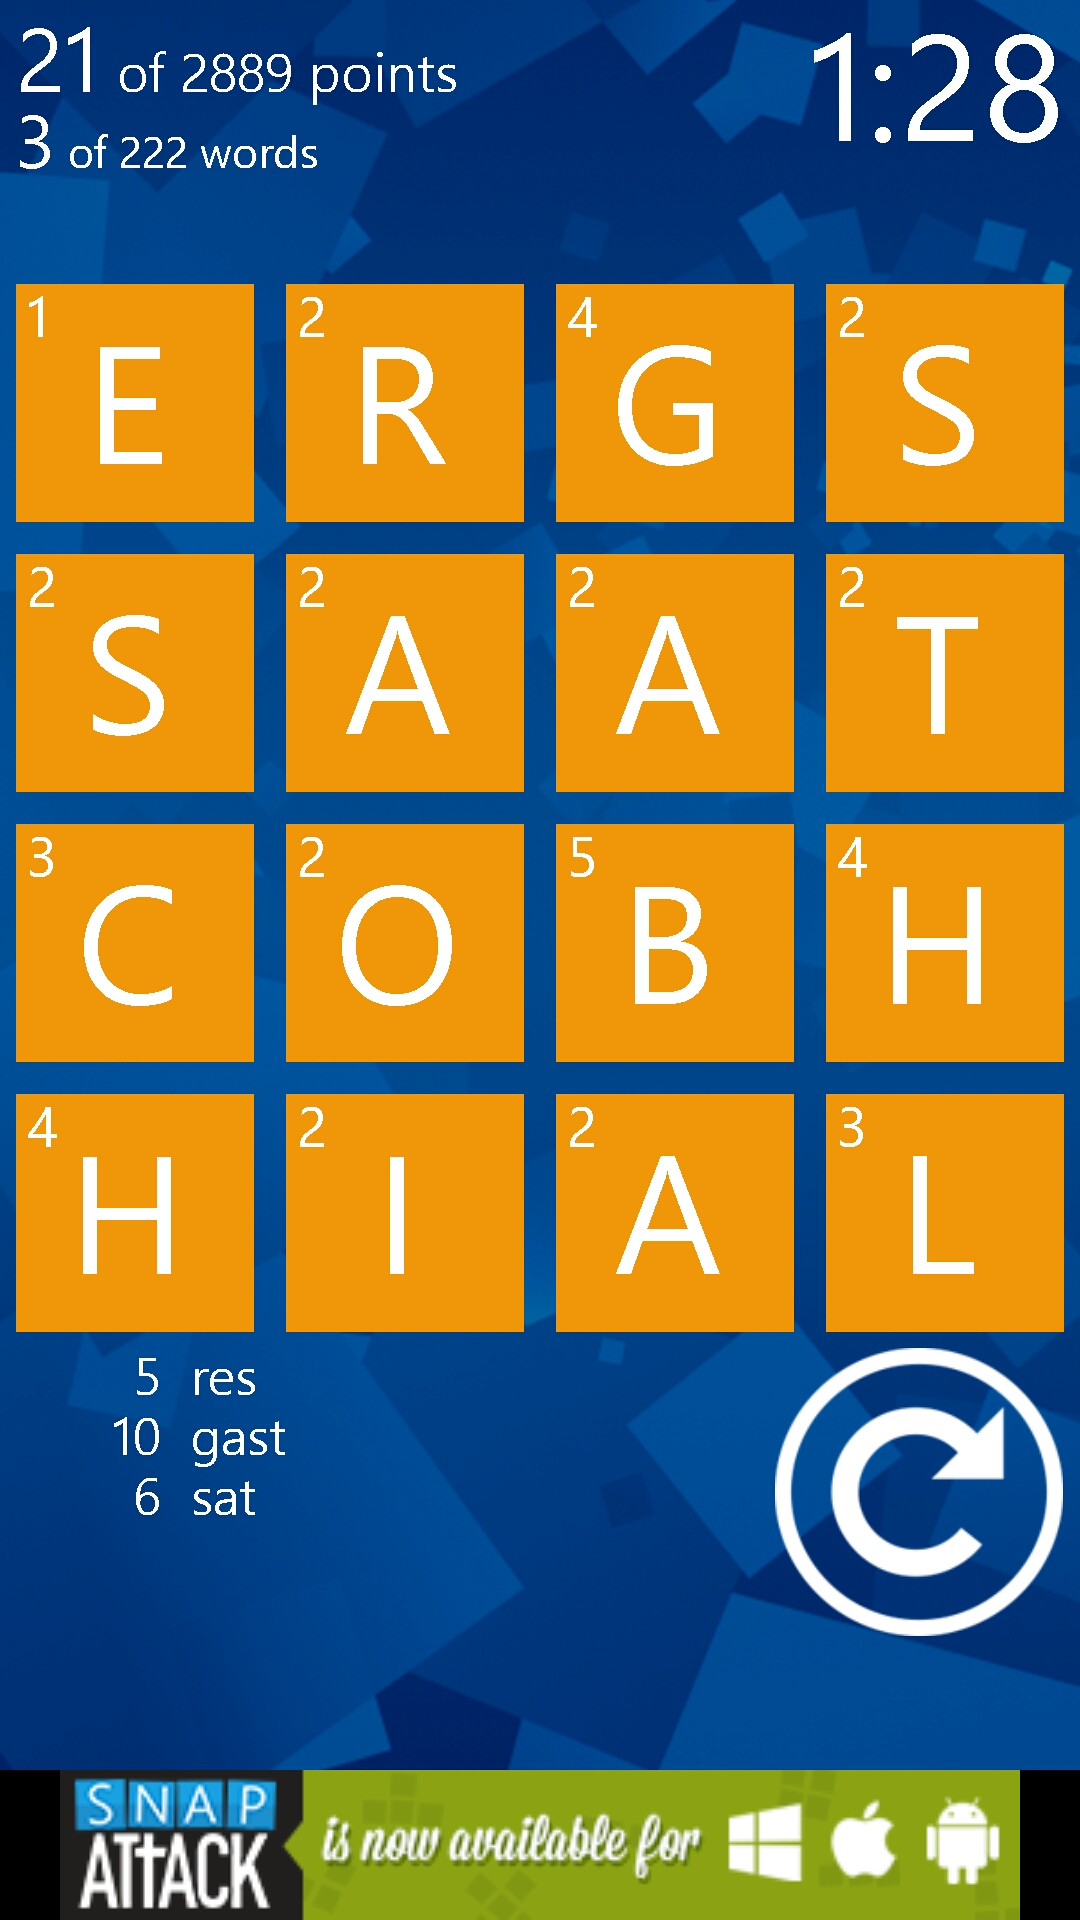 21 of 2889 points
1:28
3 of 222 words
1 E 2 R 4 G 2 S
2 S 2 A 2 A 2 T
3 C 2 O 5 B 4 H
4 H 2 I 2 A 3 L
5 res
10 gast
6 sat
SNAP
ATTACK
is now available for